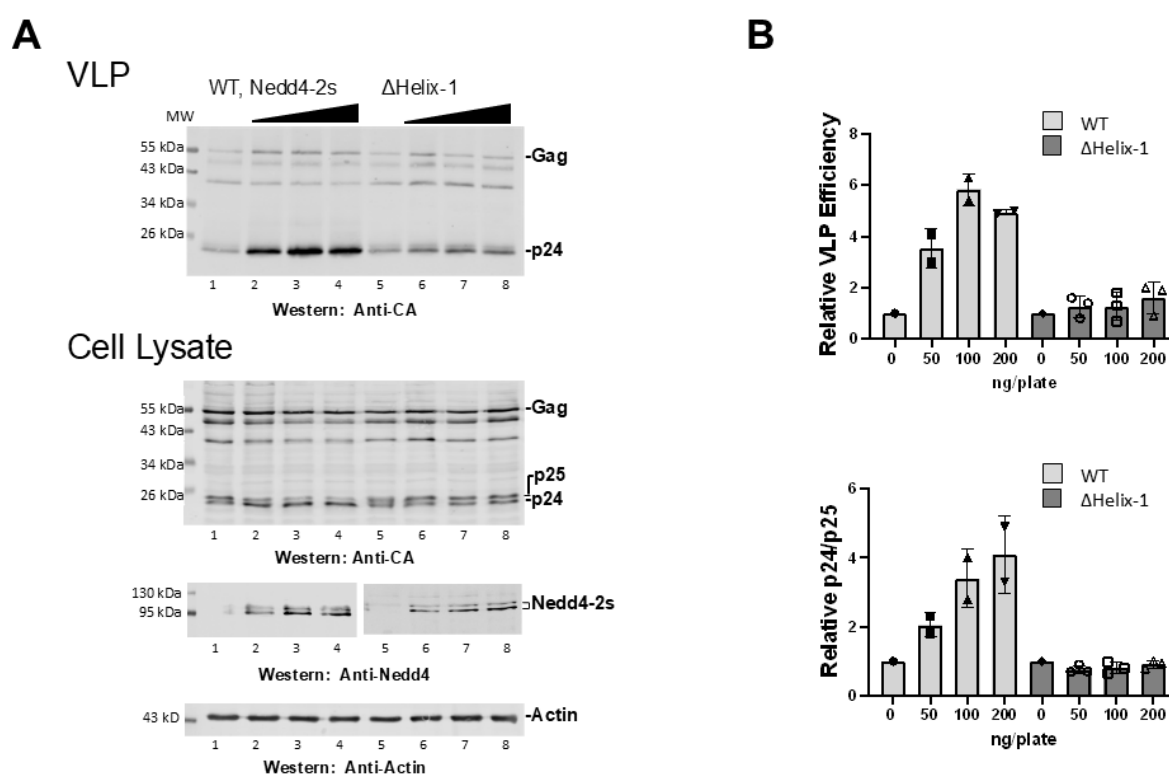 A
VLP
WT, Nedd4-2s ΔHelix-1
MW
55 kDa
43 kDa
34 kDa
26 kDa
-Gag
-p24
1 2 3 4 5 6 7 8
Western: Anti-CA
Cell Lysate
55 kDa
43 kDa
34 kDa
26 kDa
-Gag
p25
-p24
1 2 3 4 5 6 7 8
Western: Anti-CA
130 kDa
95 kDa
Nedd4-2s
1 2 3 4 5 6 7 8
Western: Anti-Nedd4
43 kD
-Actin
1 2 3 4 5 6 7 8
Western: Anti-Actin
B
WT
ΔHelix-1
Relative VLP Efficiency
8
6
4
2
0
0 50 100 200 0 50 100 200
ng/plate
WT
ΔHelix-1
Relative p24/p25
6
4
2
0
0 50 100 200 0 50 100 200
ng/plate